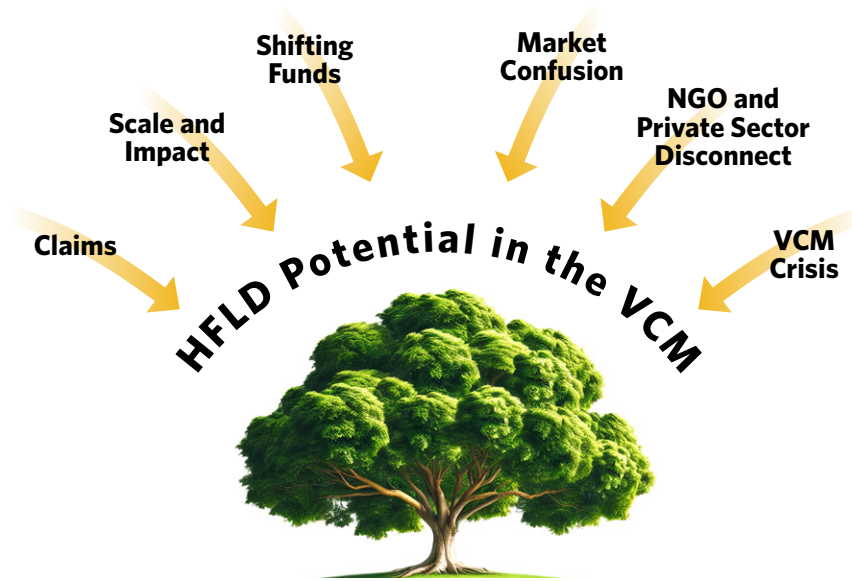 Shifting
Funds
Market
Confusion
NGO and
Private Sector
Disconnect
Scale and
Impact
Claims
VCM
Crisis
HFLD Potential in the VCM